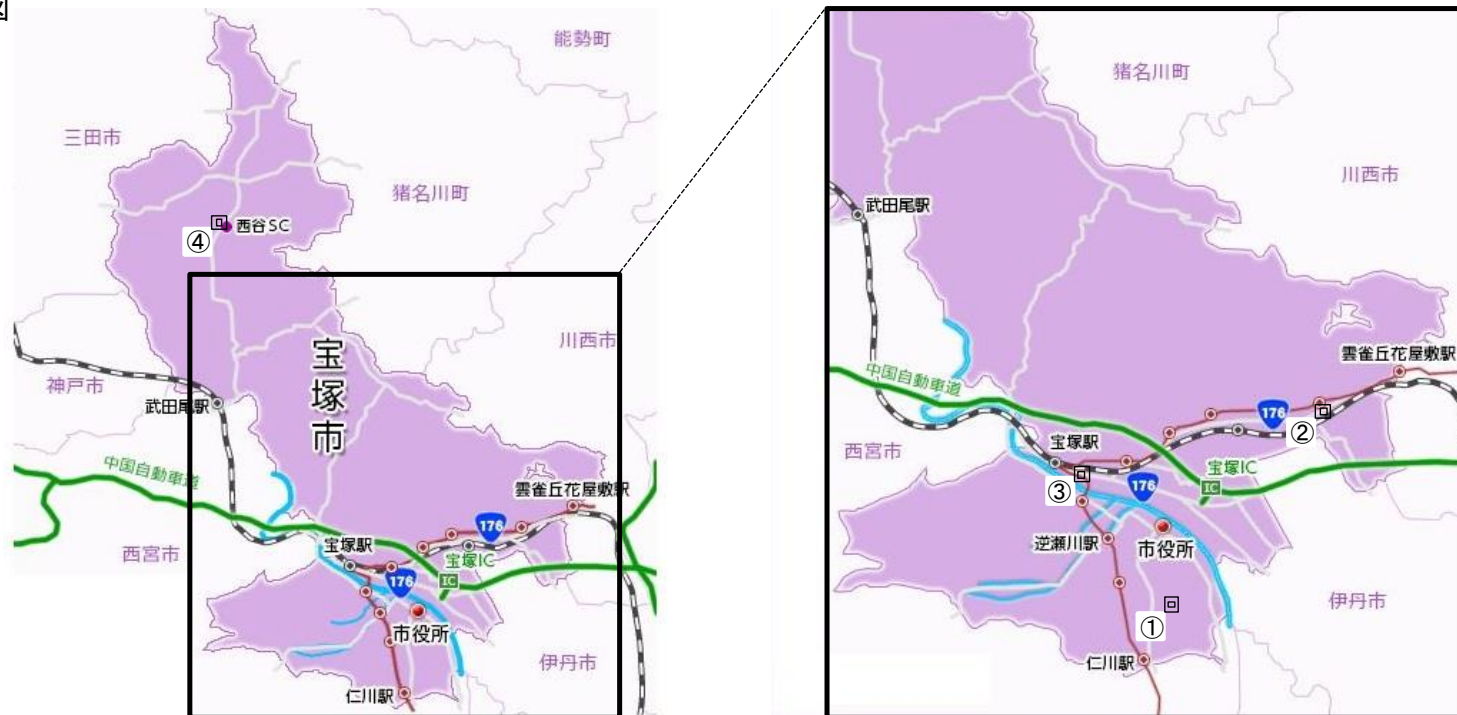 図
能勢町
三田市
猪名川町
西谷SC
④
宝塚市
川西市
神戸市
武田尾駅
中国自動車道
雲雀丘花屋敷駅
176
西宮市
宝塚駅
宝塚IC
IC
176
市役所
伊丹市
仁川駅
猪名川町
川西市
武田尾駅
雲雀丘花屋敷駅
中国自動車道
176
②
西宮市
宝塚駅
宝塚IC
IC
③
176
逆瀬川駅
市役所
伊丹市
①
仁川駅